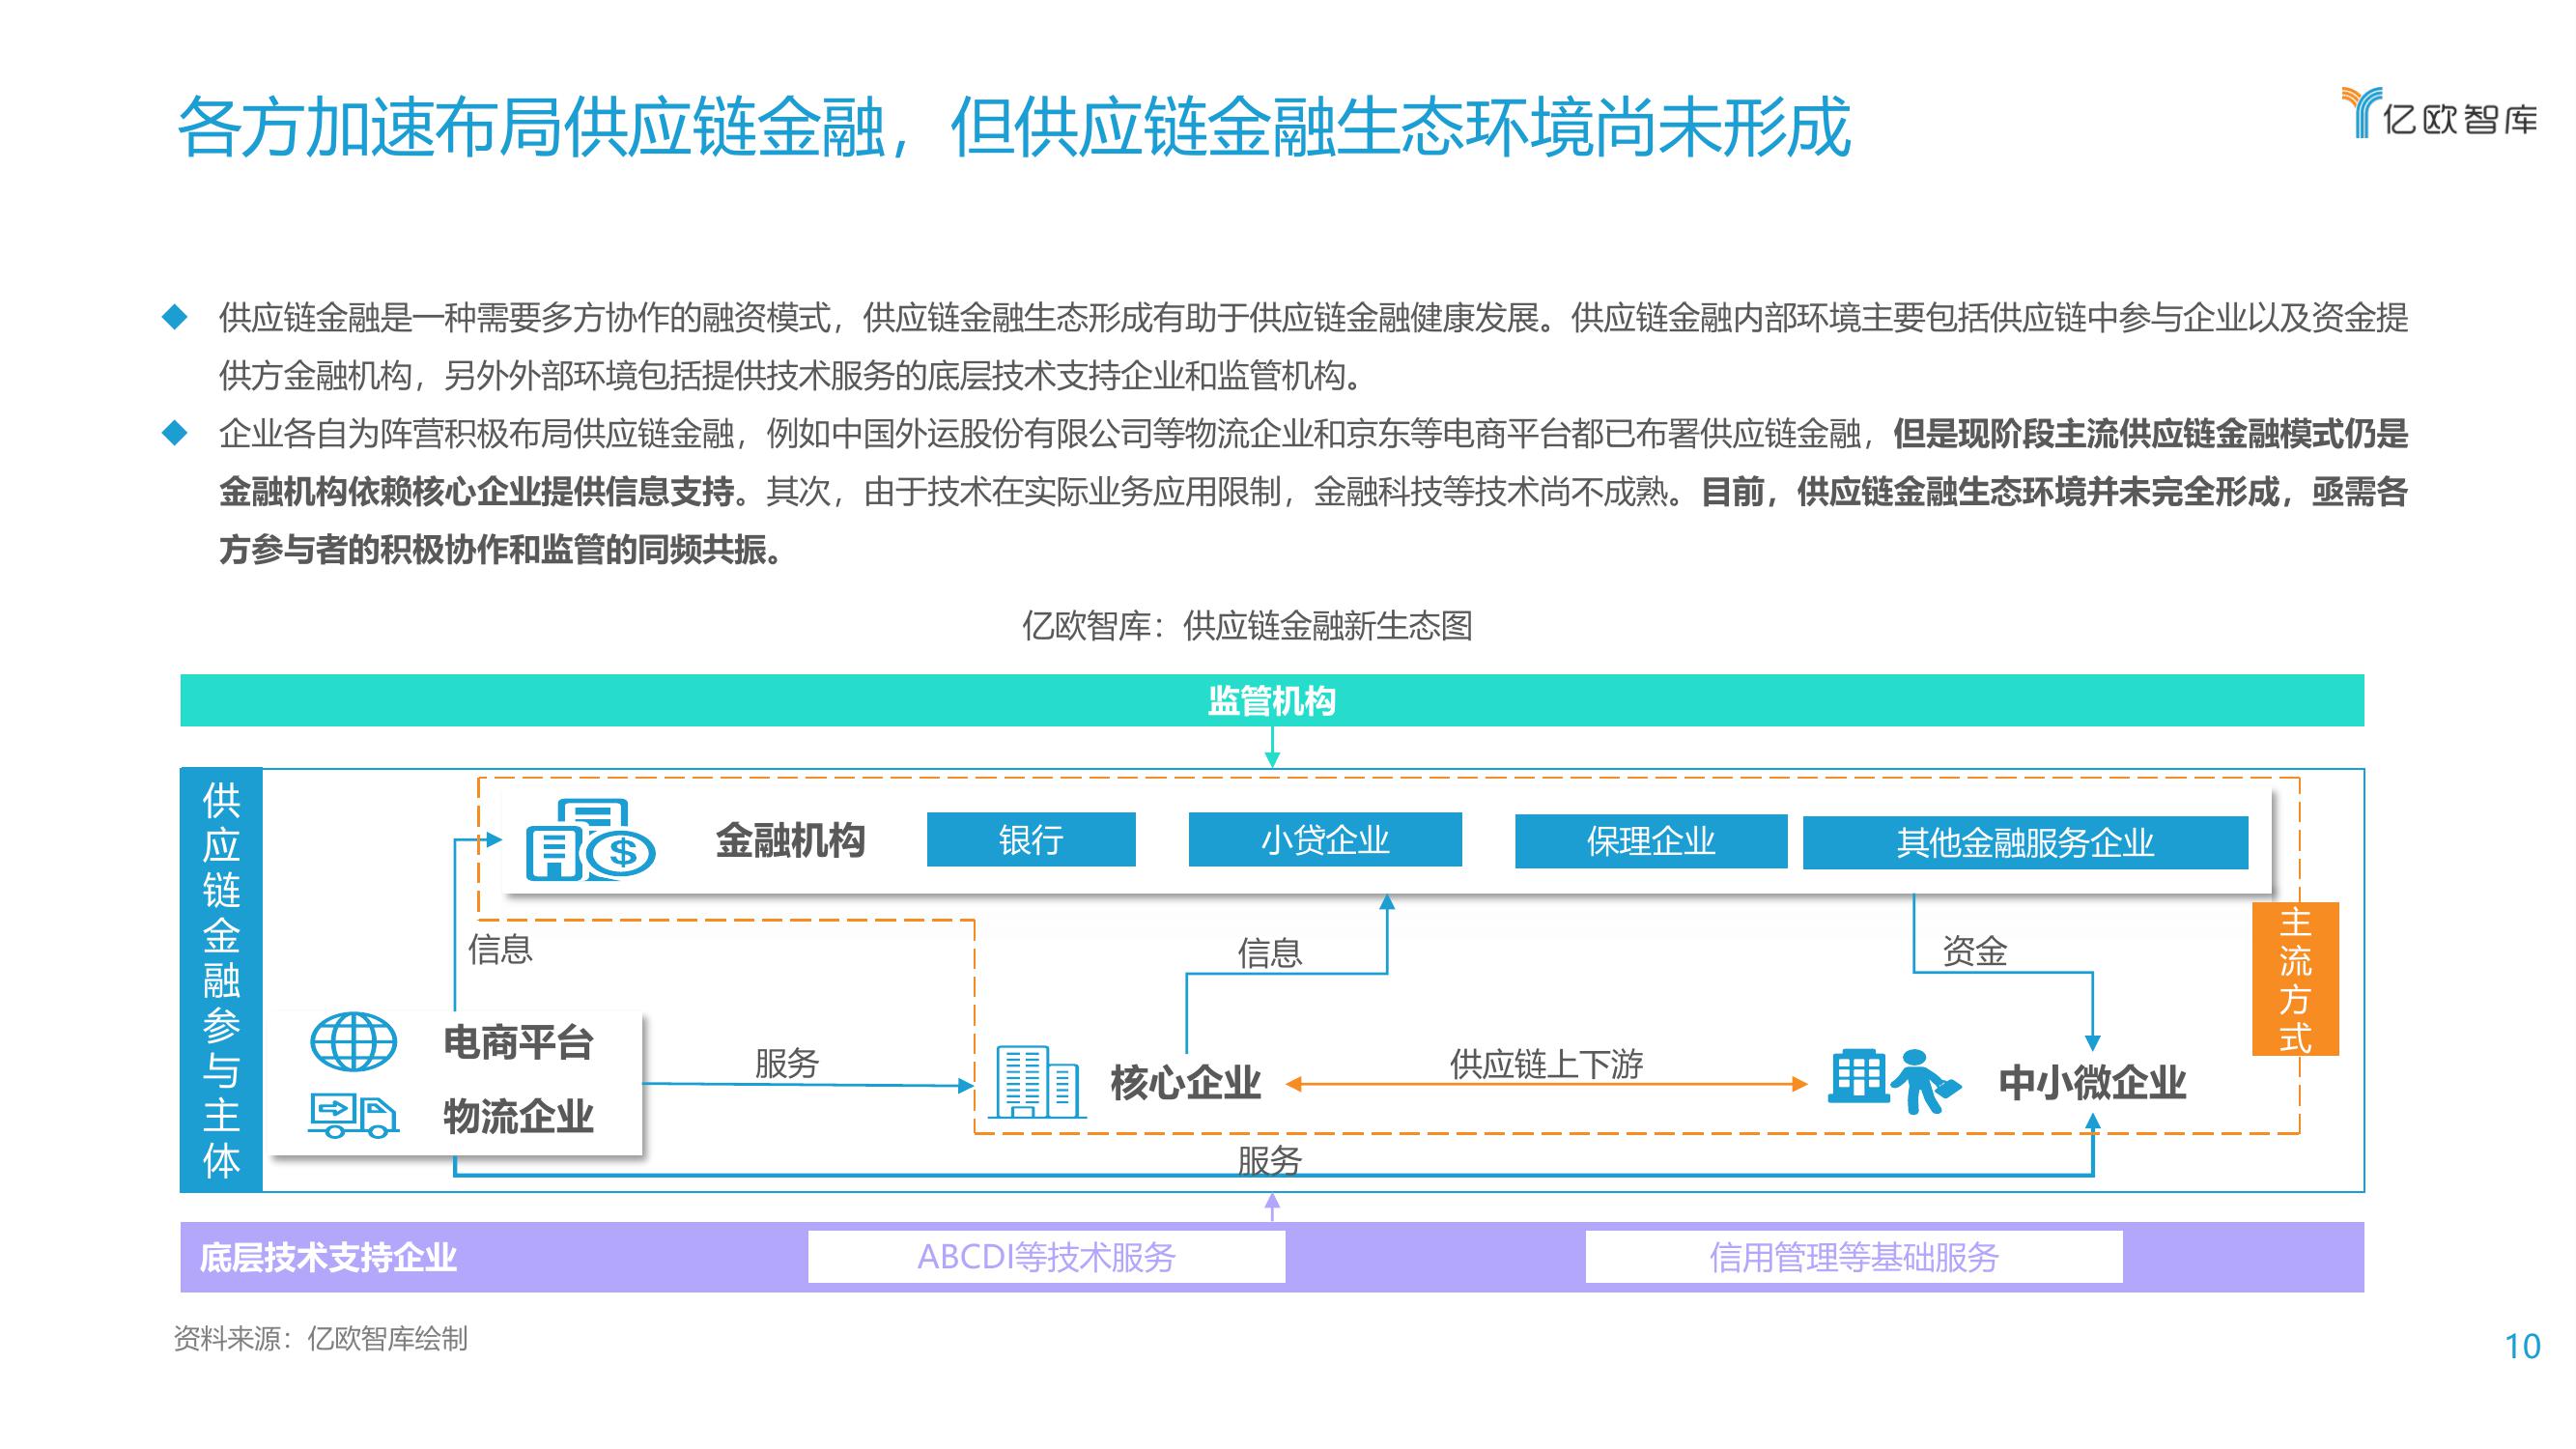 各方加速布局供应链金融，但供应链金融生态环境尚未形成
亿欧智库
供应链金融是一种需要多方协作的融资模式，供应链金融生态形成有助于供应链金融健康发展。供应链金融内部环境主要包括供应链中参与企业以及资金提
供方金融机构，另外外部环境包括提供技术服务的底层技术支持企业和监管机构。
企业各自为阵营积极布局供应链金融，例如中国外运股份有限公司等物流企业和京东等电商平台都已布署供应链金融，但是现阶段主流供应链金融模式仍是
金融机构依赖核心企业提供信息支持。其次，由于技术在实际业务应用限制，金融科技等技术尚不成熟。目前，供应链金融生态环境并未完全形成，亟需各
方参与者的积极协作和监管的同频共振。
亿欧智库：供应链金融新生态图
监管机构
供应链金融参与主体
金融机构
银行
小贷企业
保理企业
其他金融服务企业
主流方式
信息
信息
资金
电商平台
物流企业
服务
核心企业
供应链上下游
中小微企业
服务
底层技术支持企业
ABCDI等技术服务
信用管理等基础服务
资料来源：亿欧智库绘制
10